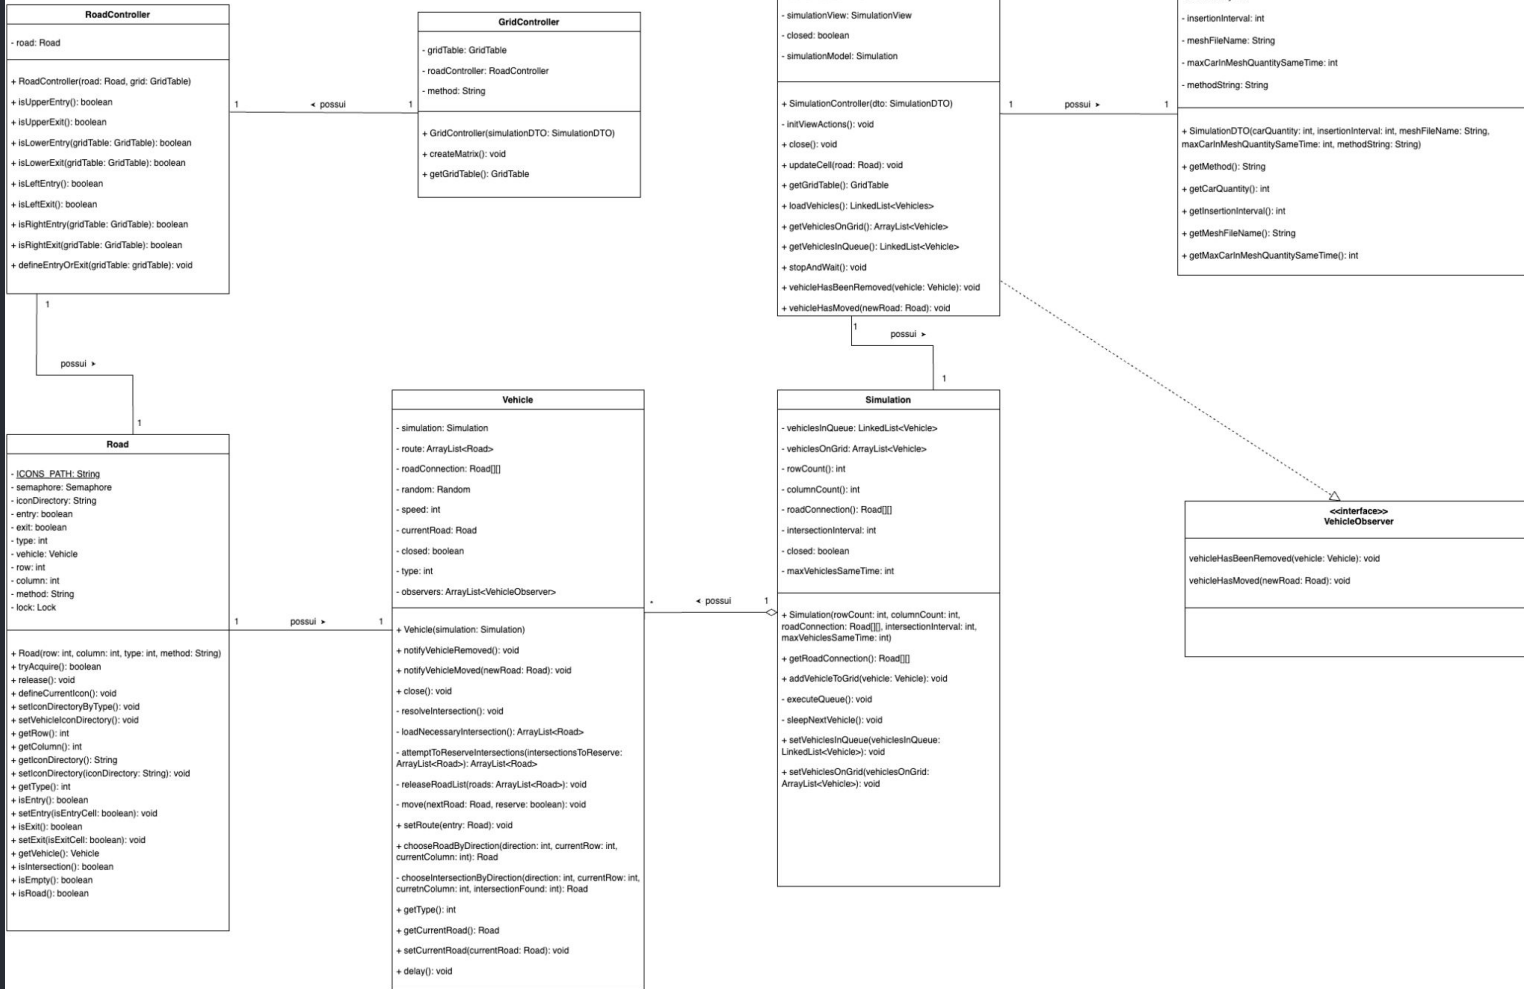 RoadController
- road: Road
+ RoadController(road: Road, grid: GridTable)
+ isUpperEntry(): boolean
+ isUpperExit(): boolean
+ isLowerEntry(gridTable: GridTable): boolean
+ isLowerExit(gridTable: GridTable): boolean
+ isLeftEntry(): boolean
+ isLeftExit(): boolean
+ isRightEntry(gridTable: GridTable): boolean
+ isRightExit(gridTable: GridTable): boolean
+ defineEntryOrExit(gridTable: gridTable): void
1
possui
1
GridController
- gridTable: GridTable
- roadController: RoadController
- method: String
+ GridController(simulationDTO: SimulationDTO)
+ createMatrix(): void
+ getGridTable(): GridTable
- simulationView: SimulationView
- closed: boolean
- simulationModel: Simulation
+ SimulationController(dto: SimulationDTO)
- initViewActions(): void
+ close(): void
+ updateCell(road: Road): void
+ getGridTable(): GridTable
+ loadVehicles(): LinkedList<Vehicles>
+ getVehiclesOnGrid(): ArrayList<Vehicle>
+ getVehiclesInQueue(): LinkedList<Vehicle>
+ stopAndWait(): void
+ vehicleHasBeenRemoved(vehicle: Vehicle): void
+ vehicleHasMoved(newRoad: Road): void
1
possui
1
- insertionInterval: int
- meshFileName: String
- maxCarInMeshQuantitySameTime: int
- methodString: String
+ SimulationDTO(carQuantity: int, insertionInterval: int, meshFileName: String,
maxCarInMeshQuantitySameTime: int, methodString: String)
+ getMethod(): String
+ getCarQuantity(): int
+ getInsertionInterval(): int
+ getMeshFileName(): String
+ getMaxCarInMeshQuantitySameTime(): int
1
possui
1
1
possui
1
Road
- ICONS_PATH: String
- semaphore: Semaphore
- iconDirectory: String
- entry: boolean
- exit: boolean
- type: int
- vehicle: Vehicle
- row: int
- column: int
- method: String
- lock: Lock
+ Road(row: int, column: int, type: int, method: String)
+ tryAcquire(): boolean
+ release(): void
+ defineCurrentIcon(): void
+ setIconDirectoryByType(): void
+ setVehicleIconDirectory(): void
+ getRow(): int
+ getColumn(): int
+ getIconDirectory(): String
+ setIconDirectory(iconDirectory: String): void
+ getType(): int
+ isEntry(): boolean
+ setEntry(isEntryCell: boolean): void
+ isExit(): boolean
+ setExit(isExitCell: boolean): void
+ getVehicle(): Vehicle
+ isIntersection(): boolean
+ isEmpty(): boolean
+ isRoad(): boolean
1
possui
1
Vehicle
- simulation: Simulation
- route: ArrayList<Road>
- roadConnection: Road[][]
- random: Random
- speed: int
- currentRoad: Road
- closed: boolean
- type: int
- observers: ArrayList<VehicleObserver>
+ Vehicle(simulation: Simulation)
+ notifyVehicleRemoved(): void
+ notifyVehicleMoved(newRoad: Road): void
+ close(): void
- resolveIntersection(): void
- loadNecessaryIntersection(): ArrayList<Road>
- attemptToReserveIntersections(intersectionsToReserve:
ArrayList<Road>): ArrayList<Road>
- releaseRoadList(roads: ArrayList<Road>): void
- move(nextRoad: Road, reserve: boolean): void
+ setRoute(entry: Road): void
+ chooseRoadByDirection(direction: int, currentRow: int,
currentColumn: int): Road
- chooseIntersectionByDirection(direction: int, currentRow: int,
curretnColumn: int, intersectionFound: int): Road
+ getType(): int
+ getCurrentRoad(): Road
+ setCurrentRoad(currentRoad: Road): void
+ delay(): void
*
possui
1
Simulation
- vehiclesInQueue: LinkedList<Vehicle>
- vehiclesOnGrid: ArrayList<Vehicle>
- rowCount(): int
- columnCount(): int
- roadConnection(): Road[][]
- intersectionInterval: int
- closed: boolean
- maxVehiclesSameTime: int
+ Simulation(rowCount: int, columnCount: int,
roadConnection: Road[][], intersectionInterval: int,
maxVehiclesSameTime: int)
+ getRoadConnection(): Road[][]
+ addVehicleToGrid(vehicle: Vehicle): void
- executeQueue(): void
- sleepNextVehicle(): void
+ setVehiclesInQueue(vehiclesInQueue:
LinkedList<Vehicle>): void
+ setVehiclesOnGrid(vehiclesOnGrid:
ArrayList<Vehicle>): void
<<interface>>
VehicleObserver
vehicleHasBeenRemoved(vehicle: Vehicle): void
vehicleHasMoved(newRoad: Road): void